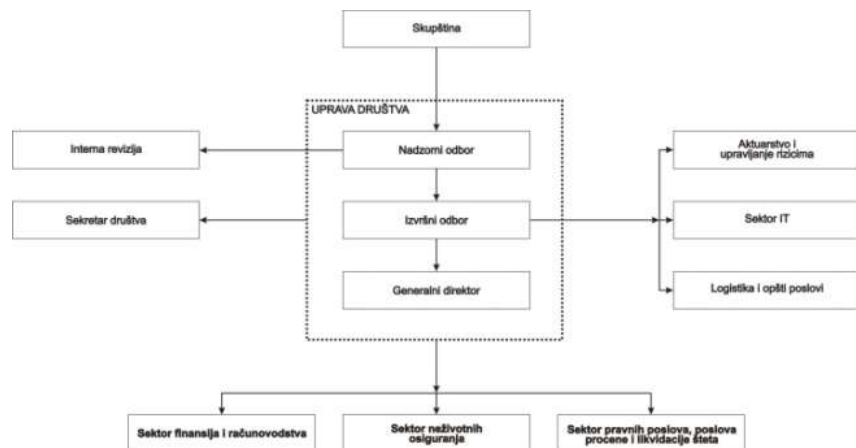 Skupština
UPRAVA DRUŠTVA
Interna revizija
Nadzorni odbor
Aktuarstvo i
upravljanje rizicima
Sekretar društva
Izvršni odbor
Sektor IT
Generalni direktor
Logistika i opšti poslovi
Sektor finansija i računovodstva
Sektor neživotnih
osiguranja
Sektor pravnih poslova, poslova
procene i likvidacije šteta